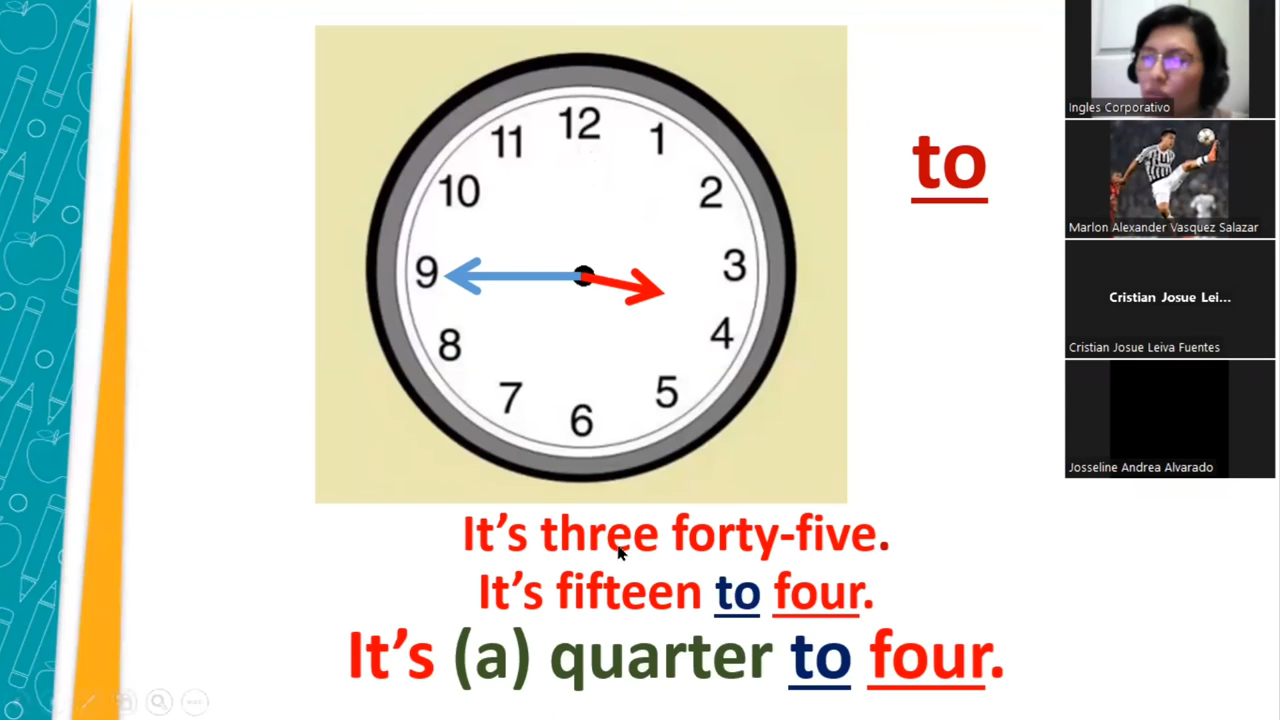 12
11
1
10
2
9
3
8
4
7
5
6
to
It's three forty-five.
It's fifteen to four.
It's (a) quarter to four.
Ingles Corporativo
Marlon Alexander Vasquez Salazar
Cristian Josue Lei...
Cristian Josue Leiva Fuentes
Josseline Andrea Alvarado